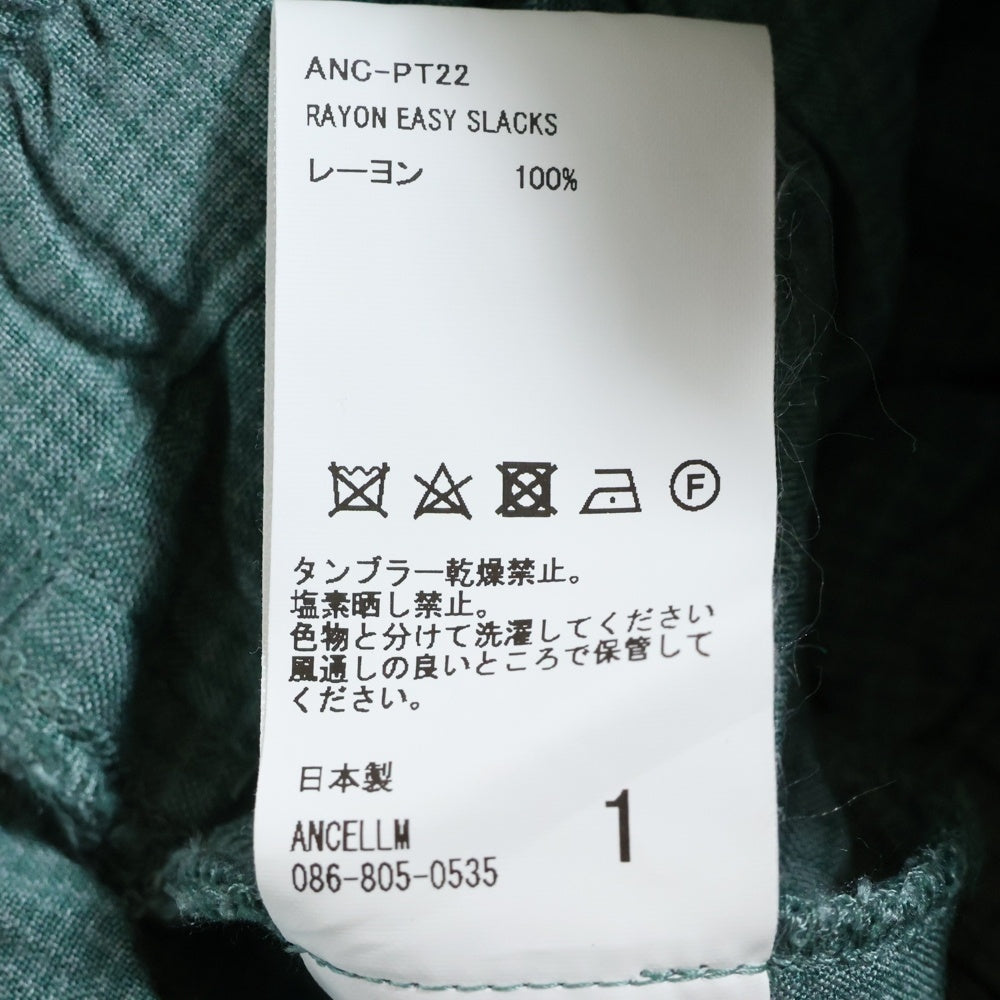 ANC-PT22
RAYON EASY SLACKS
レーヨン 100%
F
タンブラー乾燥禁止。
塩素晒し禁止。
色物と分けて洗濯してください
風通しの良いところで保管して
ください。
日本製
ANCELLM
086-805-0535
1